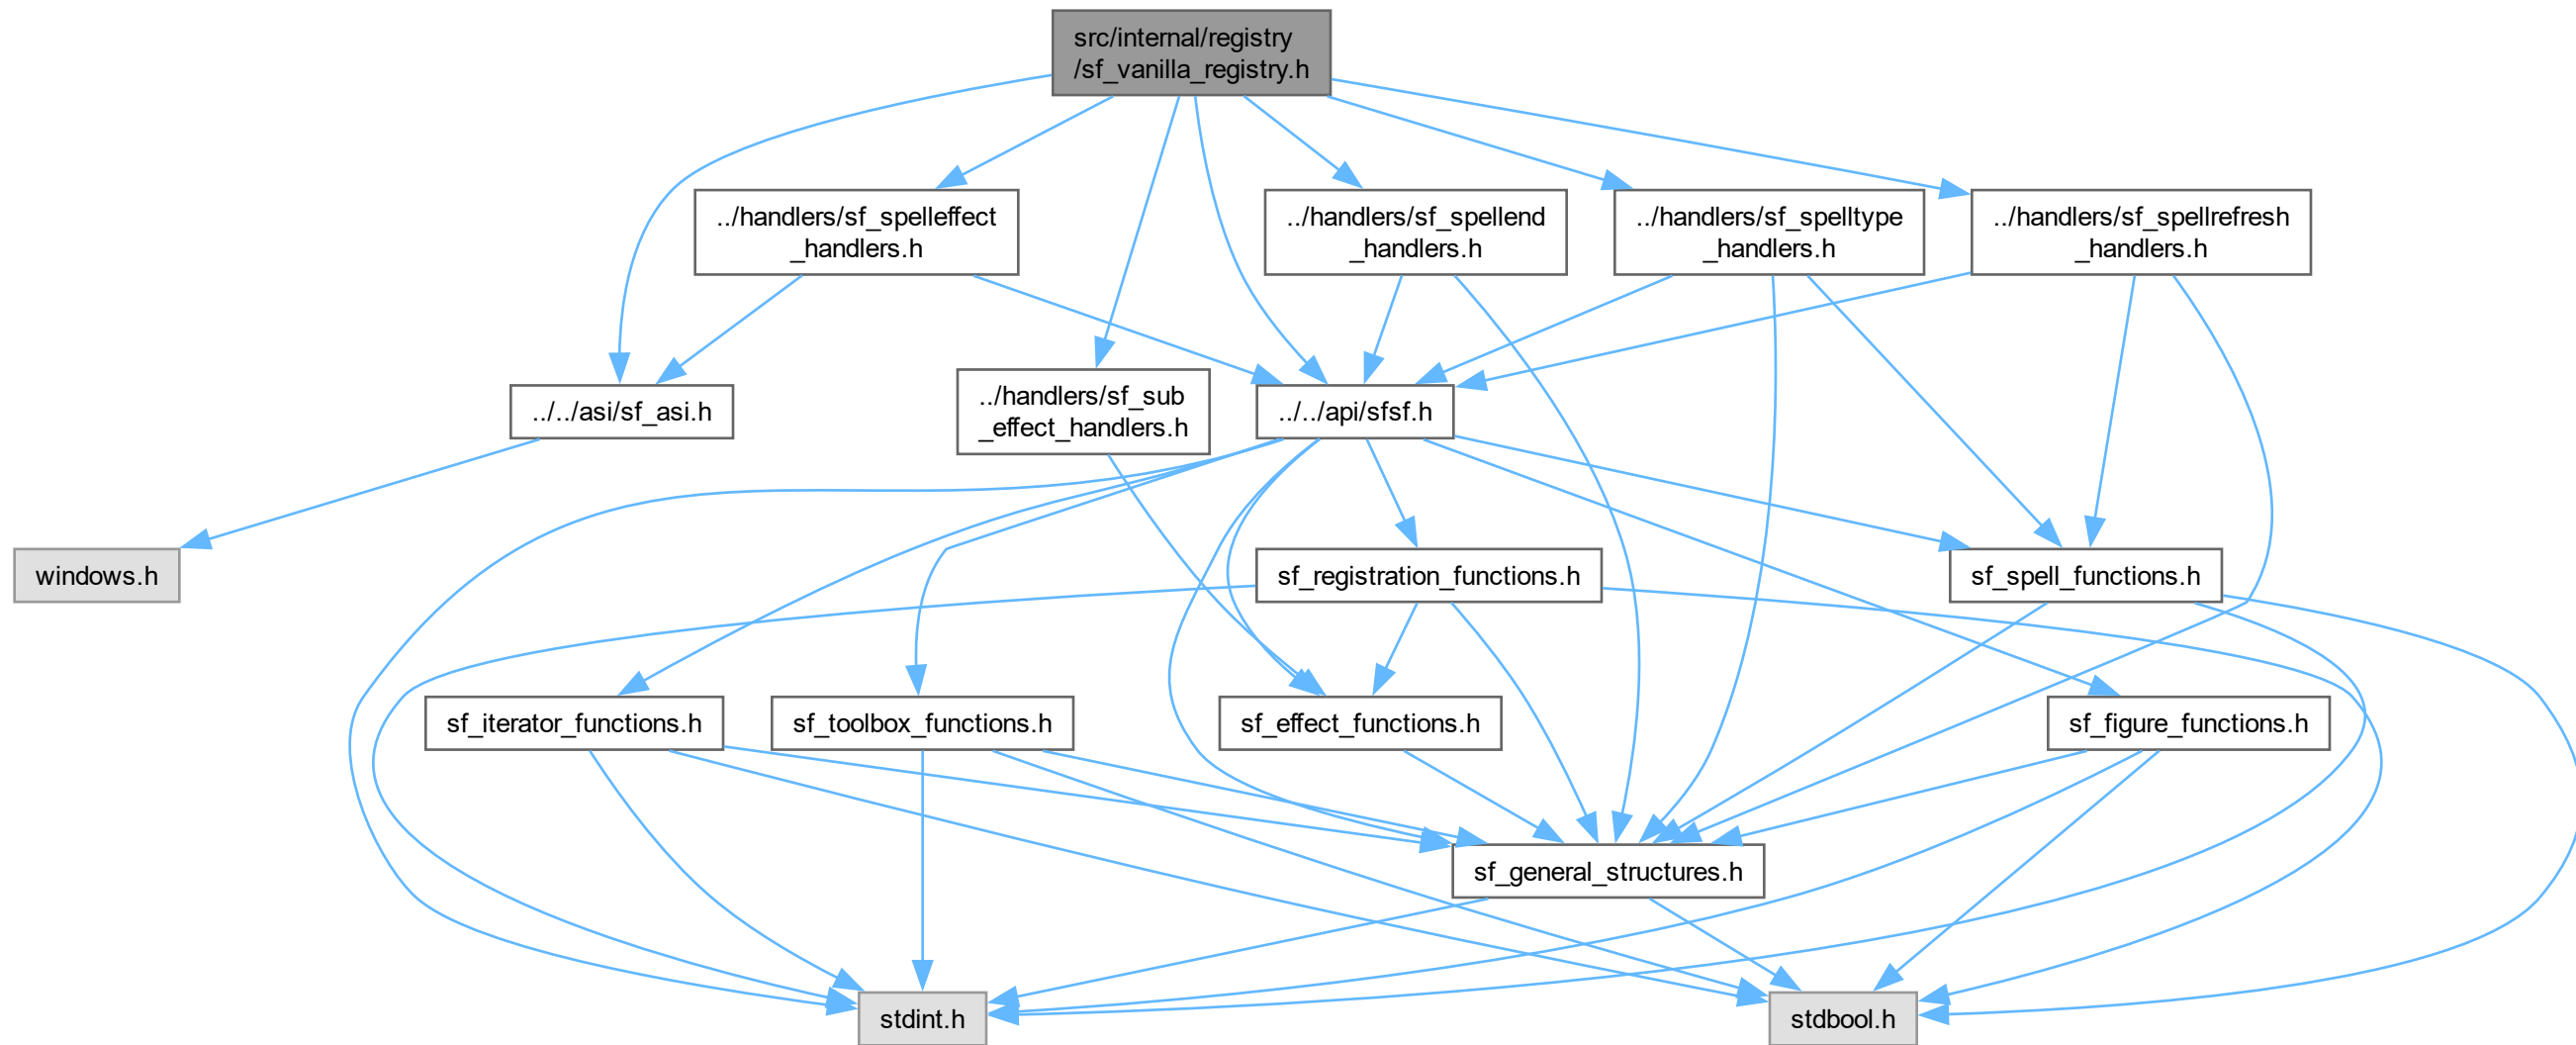 src/internal/registry
/sf_vanilla_registry.h
../handlers/sf_spelleffect
_handlers.h
../handlers/sf_spellend
_handlers.h
../handlers/sf_spelltype
_handlers.h
../handlers/sf_spellrefresh
_handlers.h
../../asi/sf_asi.h
../handlers/sf_sub
_effect_handlers.h
../../api/sfsf.h
windows.h
sf_registration_functions.h
sf_spell_functions.h
sf_iterator_functions.h
sf_toolbox_functions.h
sf_effect_functions.h
sf_figure_functions.h
sf_general_structures.h
stdint.h
stdbool.h